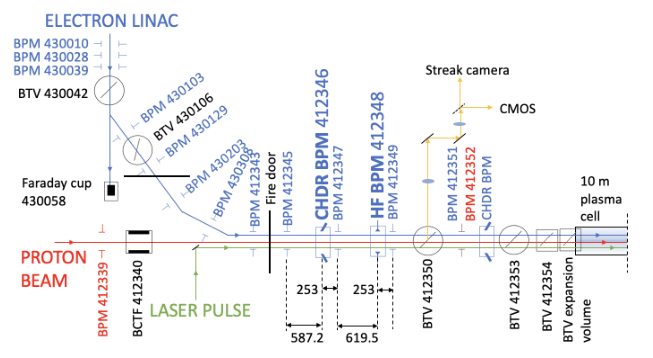 ELECTRON LINAC
BPM 430010
BPM 430028
BPM 430039
BTV 430042
BPM 430103
BTV 430106
BPM 430129
BPM 430203
BPM 430308
Faraday cup
430058
BPM 412343
Fire door
BPM 412345
CHDR BPM 412346
BPM 412347
HF BPM 412348
BPM 412349
Streak camera
CMOS
BPM 412351
BPM 412352
CHDR BPM
10 m
plasma
cell
PROTON
BEAM
BPM 412339
BCTF 412340
LASER PULSE
253
253
587.2
619.5
BTV 412350
BTV 412353
BTV 412354
BTV expansion
volume